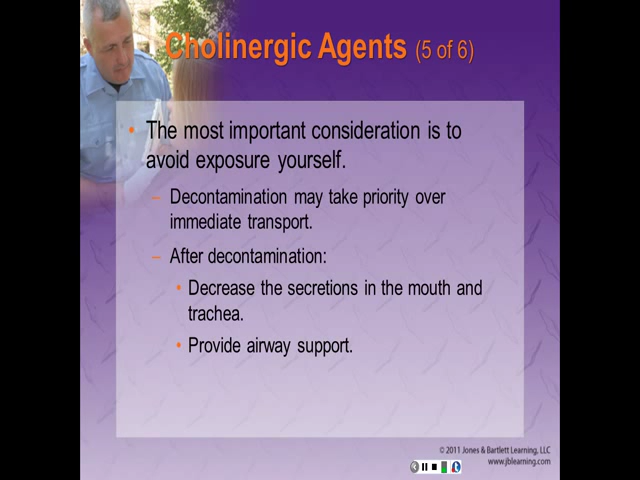 Cholinergic Agents (5 of 6)
• The most important consideration is to
avoid exposure yourself.
– Decontamination may take priority over
immediate transport.
– After decontamination:
• Decrease the secretions in the mouth and
trachea.
• Provide airway support.
© 2011 Jones & Bartlett Learning, LLC
www.jblearning.com